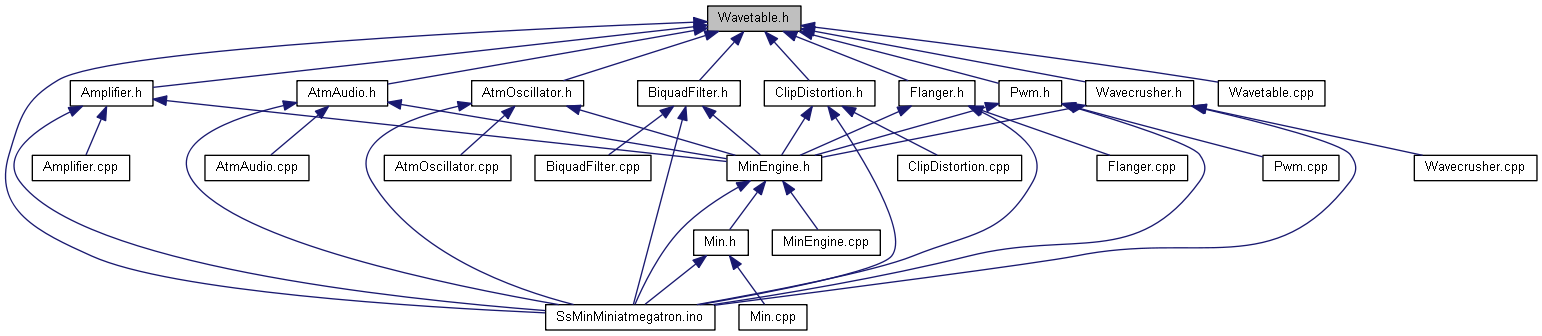 Wavetable.h
Amplifier.h
AtmAudio.h
AtmOscillator.h
BiquadFilter.h
ClipDistortion.h
Flanger.h
Pwm.h
Wavecrusher.h
Wavetable.cpp
Amplifier.cpp
AtmAudio.cpp
AtmOscillator.cpp
BiquadFilter.cpp
MinEngine.h
ClipDistortion.cpp
Flanger.cpp
Pwm.cpp
Wavecrusher.cpp
Min.h
MinEngine.cpp
SsMinMiniatmegatron.ino
Min.cpp